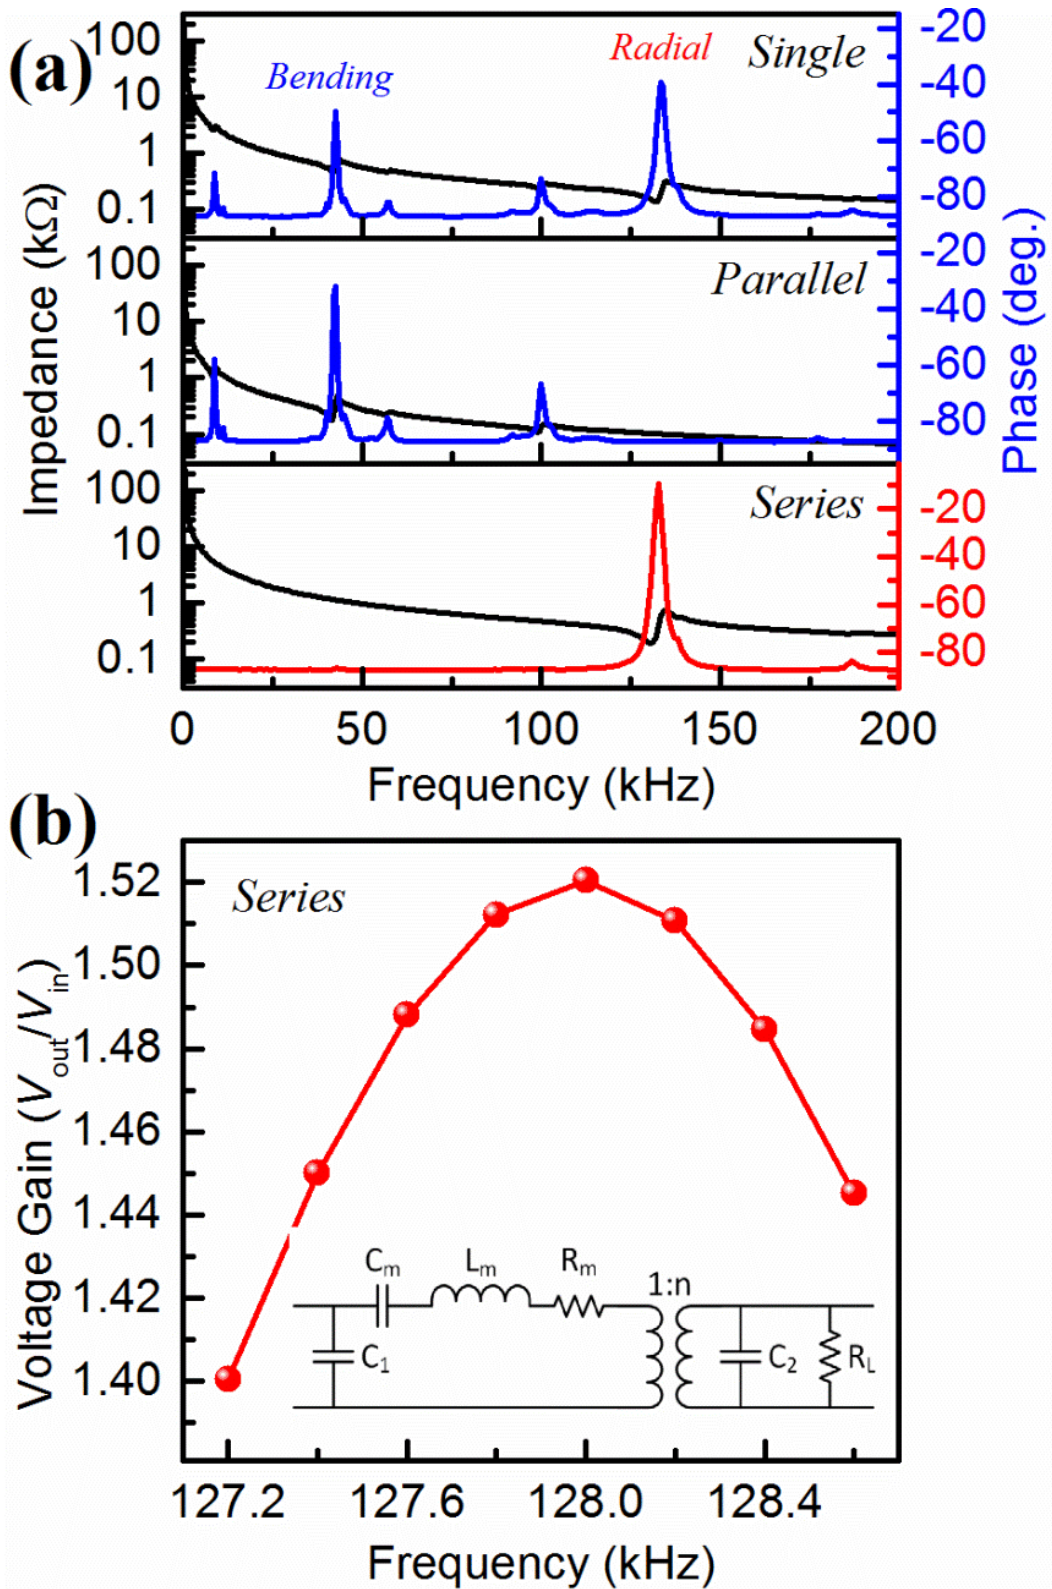 (a)
Impedance (kΩ)
Phase (deg.)
100
10
1
0.1
Bending
Radial
Single
-20
-40
-60
-80
100
10
1
0.1
Parallel
-20
-40
-60
-80
100
10
1
0.1
Series
-20
-40
-60
-80
0 50 100 150 200
Frequency (kHz)
(b)
Voltage Gain (Vout/Vin)
1.52
1.50
1.48
1.46
1.44
1.42
1.40
Series
Cm Lm Rm 1:n
C1 C2 RL
127.2 127.6 128.0 128.4
Frequency (kHz)